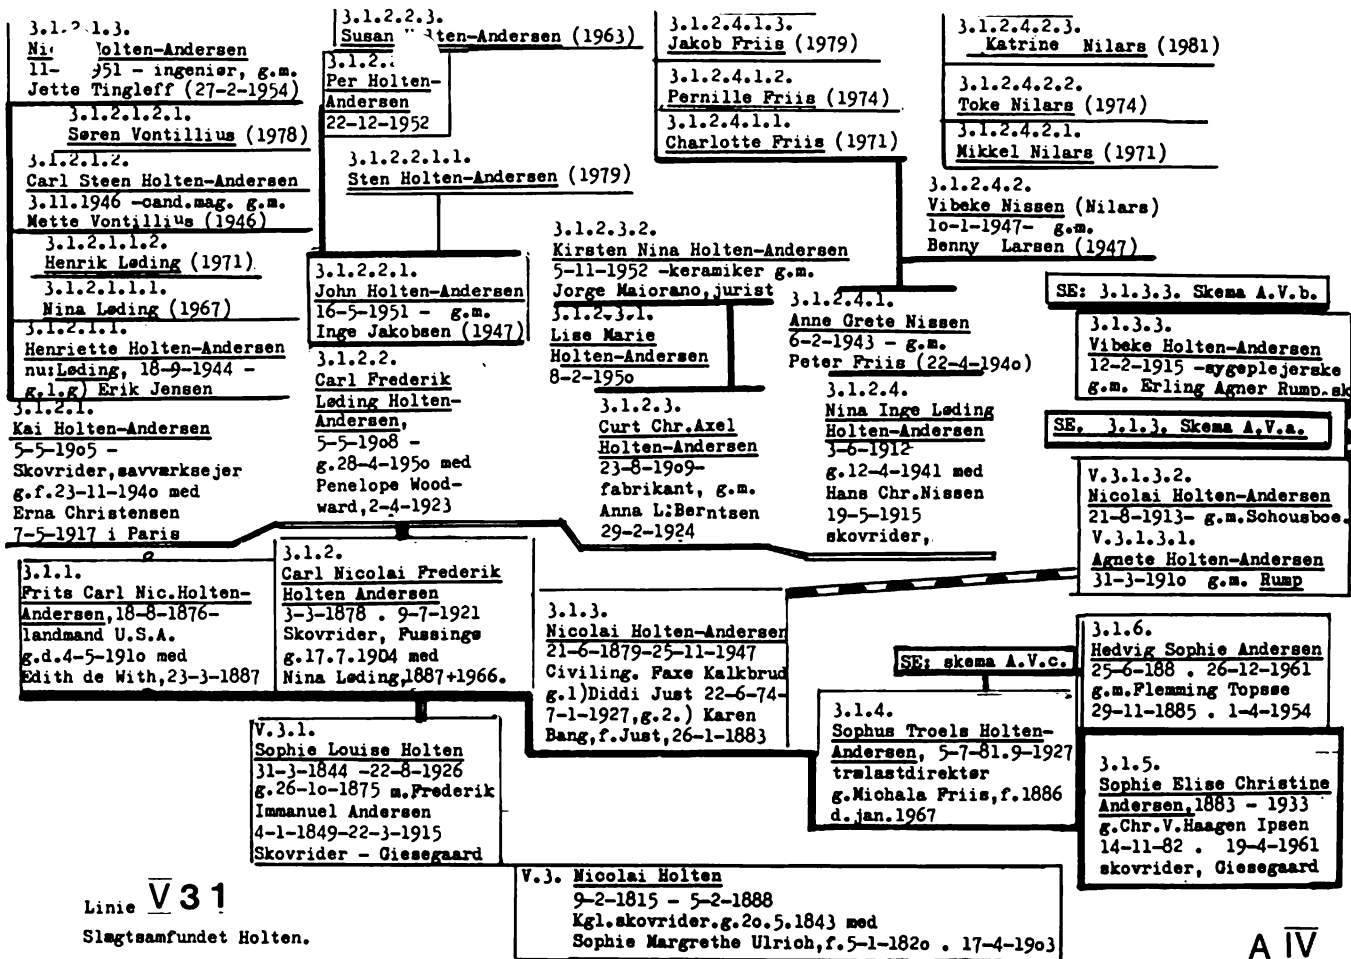 3.1.2.1.3.
Holten-Andersen
1951 - ingeniør, g.m.
Jette Tingleff (27-2-1954)
3.1.2.1.2.1.
Søren Vontillius (1978)
3.1.2.1.2.
Carl Steen Holten-Andersen
3.11.1946 -cand.mag. g.m.
Mette Vontillius (1946)
3.1.2.1.1.2.
Henrik Løding (1971)
3.1.2.1.1.1.
Nina Løding (1967)
3.1.2.1.1.
Henriette Holten-Andersen
nu:Løding, 18-9-1944 -
g.1.g) Erik Jensen
3.1.2.1.
Kai Holten-Andersen
5-5-19o5 -
Skovrider,savværksejer
g.f.23-11-194o med
Erna Christensen
7-5-1917 i Paris
3.1.2.2.3.
Susan Holten-Andersen (1963)
3.1.2.
Per Holten-
Andersen
22-12-1952
3.1.2.2.1.1.
Sten Holten-Andersen (1979)
3.1.2.2.1.
John Holten-Andersen
16-5-1951 - g.m.
Inge Jakobsen (1947)
3.1.2.2.
Carl Frederik
Løding Holten-
Andersen,
5-5-19o8 -
g.28-4-195o med
Penelope Wood-
ward,2-4-1923
3.1.2.3.2.
Kirsten Nina Holten-Andersen
5-11-1952 -keramiker g.m.
Jorge Maiorano,jurist
3.1.2.3.1.
Lise Marie
Holten-Andersen
8-2-195o
3.1.2.3.
Curt Chr.Axel
Holten-Andersen
23-8-19o9-
fabrikant, g.m.
Anna L:Berntsen
29-2-1924
3.1.2.4.1.3.
Jakob Friis (1979)
3.1.2.4.1.2.
Pernille Friis (1974)
3.1.2.4.1.1.
Charlotte Friis (1971)
3.1.2.4.1.
Anne Grete Nissen
6-2-1943 - g.m.
Peter Friis (22-4-194o)
3.1.2.4.
Nina Inge Løding
Holten-Andersen
3-6-1912
g.12-4-1941 med
Hans Chr.Nissen
19-5-1915
skovrider,
3.1.2.4.2.3.
Katrine Nilars (1981)
3.1.2.4.2.2.
Toke Nilars (1974)
3.1.2.4.2.1.
Mikkel Nilars (1971)
3.1.2.4.2.
Vibeke Nissen (Nilars)
1o-1-1947- g.m.
Benny Larsen (1947)
SE: 3.1.3.3. Skema A.V.b.
3.1.3.3.
Vibeke Holten-Andersen
12-2-1915 -sygeplejerske
g.m. Erling Agner Rump.sk
SE. 3.1.3. Skema A.V.a.
V.3.1.3.2.
Nicolai Holten-Andersen
21-8-1913- g.m.Schousboe.
V.3.1.3.1.
Agnete Holten-Andersen
31-3-191o g.m. Rump
3.1.1.
Frits Carl Nic.Holten-
Andersen,18-8-1876-
landmand U.S.A.
g.d.4-5-191o med
Edith de With,23-3-1887
3.1.2.
Carl Nicolai Frederik
Holten Andersen
3-3-1878 . 9-7-1921
Skovrider, Fussingø
g.17.7.19o4 med
Nina Løding,1887+1966.
3.1.3.
Nicolai Holten-Andersen
21-6-1879-25-11-1947
Civiling. Faxe Kalkbrud
g.1)Diddi Just 22-6-74-
7-1-1927,g.2.) Karen
Bang,f.Just,26-1-1883
SE: skema A.V.c.
3.1.4.
Sophus Troels Holten-
Andersen, 5-7-81.9-1927
trælastdirektør
g.Michala Friis,f.1886
d.jan.1967
3.1.6.
Hedvig Sophie Andersen
25-6-188 . 26-12-1961
g.m.Flemming Topsøe
29-11-1885 . 1-4-1954
3.1.5.
Sophie Elise Christine
Andersen,1883 - 1933
g.Chr.V.Haagen Ipsen
14-11-82 . 19-4-1961
skovrider, Giesegaard
V.3.1.
Sophie Louise Holten
31-3-1844 -22-8-1926
g.26-1o-1875 m.Frederik
Immanuel Andersen
4-1-1849-22-3-1915
Skovrider - Giesegaard
V.3. Nicolai Holten
9-2-1815 - 5-2-1888
Kgl.skovrider.g.2o.5.1843 med
Sophie Margrethe Ulrich,f.5-1-182o . 17-4-19o3
Linie V 31
Slægtsamfundet Holten.
A IV